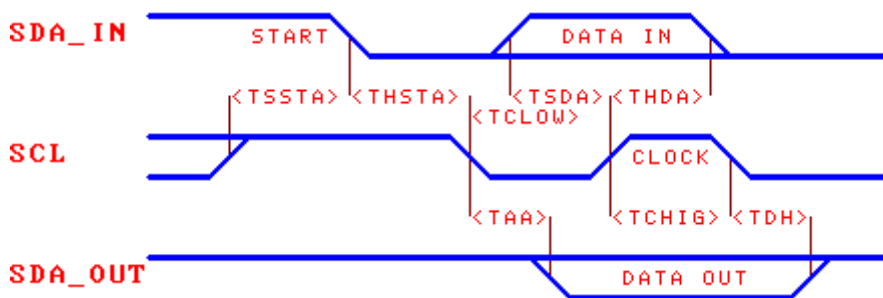 SDA_IN START DATA IN
<TSSTA> <THSTA> <TSDA> <THDA>
<TCLOW>
SCL CLOCK
<TAA> <TCHIG> <TDH>
SDA_OUT DATA OUT